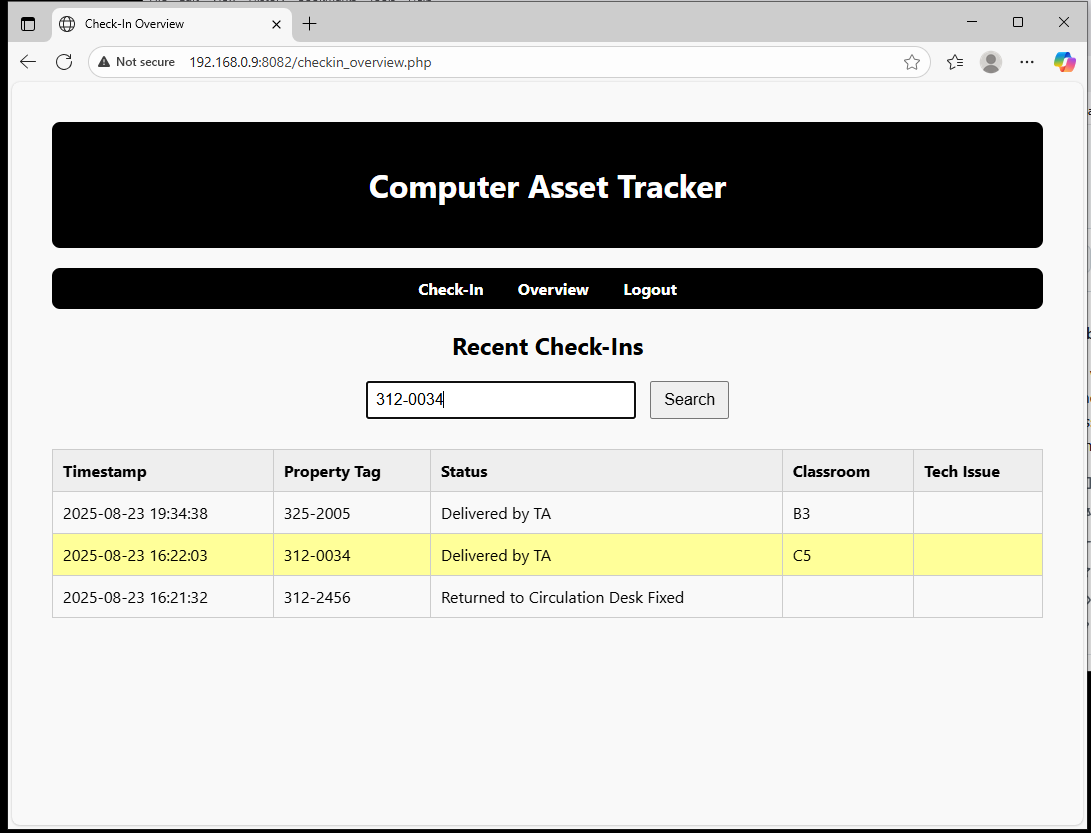 Check-In Overview
Not secure 192.168.0.9:8082/checkin_overview.php
Computer Asset Tracker
Check-In Overview Logout
Recent Check-Ins
312-0034 Search
Timestamp Property Tag Status Classroom Tech Issue
2025-08-23 19:34:38 325-2005 Delivered by TA B3
2025-08-23 16:22:03 312-0034 Delivered by TA C5
2025-08-23 16:21:32 312-2456 Returned to Circulation Desk Fixed